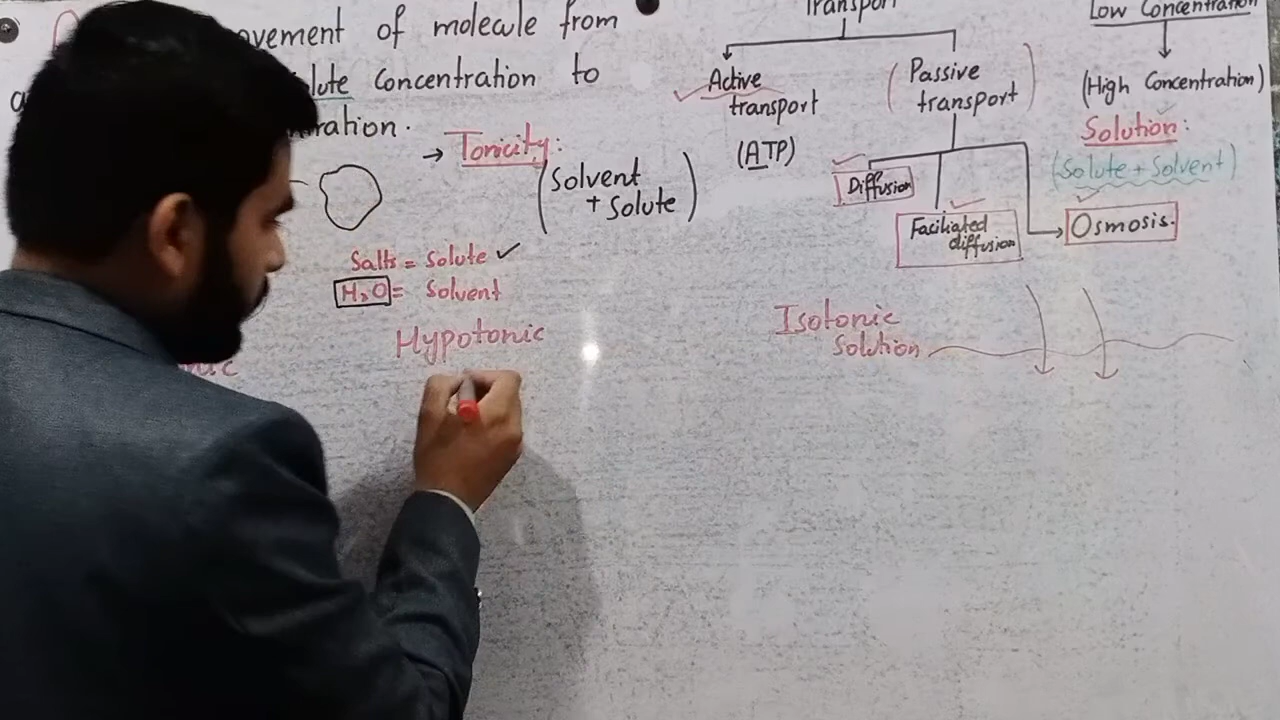 ovement of molecule from
lute concentration to
ration.
→ Tonicity:
(Solvent
+ Solute)
Salts = Solute ✓
H2O = Solvent
Hypotonic
Transport
Active
transport
(ATP)
(Passive
transport)
Diffusion
Faciliated
diffusion
Osmosis.
Low Concentration
(High Concentration)
Solution:
(Solute + Solvent)
Isotonic
Solution